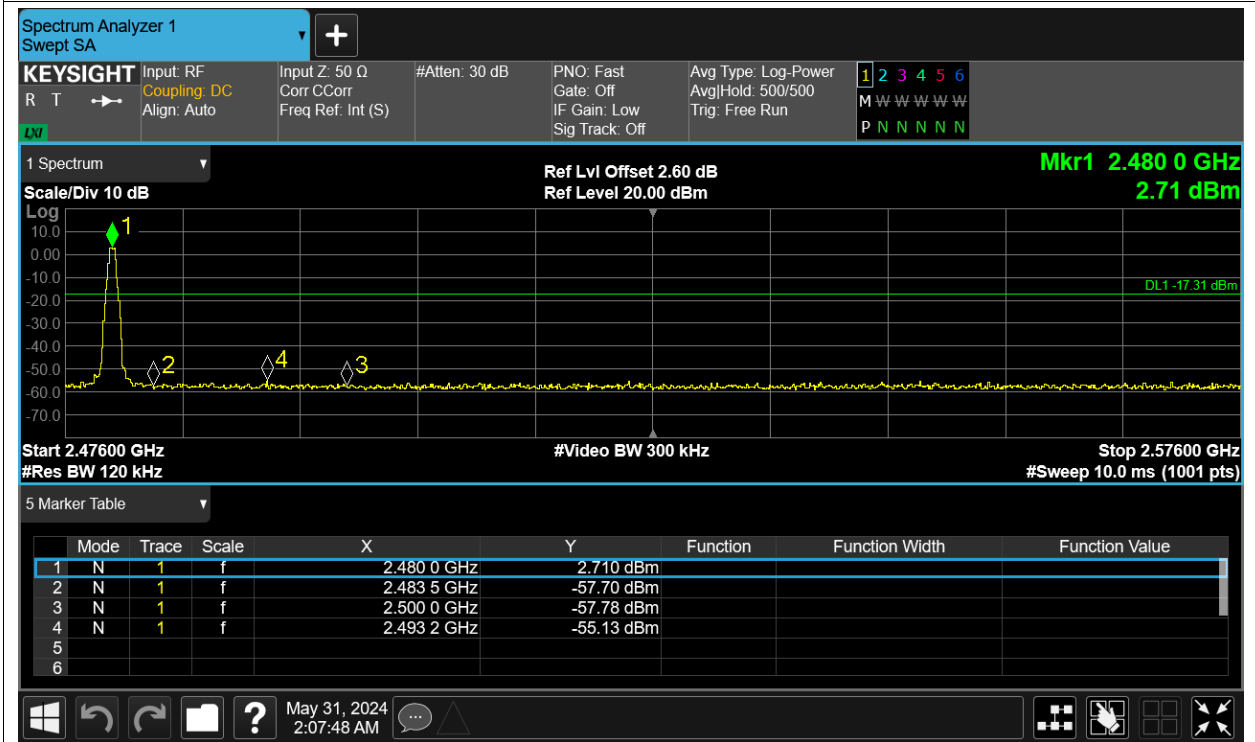 Spectrum Analyzer 1
Swept SA
+
KEYSIGHT
R T
LXI
Input: RF
Coupling: DC
Align: Auto
Input Z: 50 Ω
Corr CCorr
Freq Ref: Int (S)
#Atten: 30 dB
PNO: Fast
Gate: Off
IF Gain: Low
Sig Track: Off
Avg Type: Log-Power
Avg|Hold: 500/500
Trig: Free Run
1 2 3 4 5 6
M W W W W W
P N N N N N
1 Spectrum
Scale/Div 10 dB
Ref Lvl Offset 2.60 dB
Ref Level 20.00 dBm
Mkr1 2.480 0 GHz
2.71 dBm
Log
10.0
0.00
-10.0
-20.0
-30.0
-40.0
-50.0
-60.0
-70.0
1
2
4
3
DL1 -17.31 dBm
Start 2.47600 GHz
#Res BW 120 kHz
#Video BW 300 kHz
Stop 2.57600 GHz
#Sweep 10.0 ms (1001 pts)
5 Marker Table
Mode Trace Scale X Y Function Function Width Function Value
1 N 1 f 2.480 0 GHz 2.710 dBm
2 N 1 f 2.483 5 GHz -57.70 dBm
3 N 1 f 2.500 0 GHz -57.78 dBm
4 N 1 f 2.493 2 GHz -55.13 dBm
5
6
?
May 31, 2024
2:07:48 AM